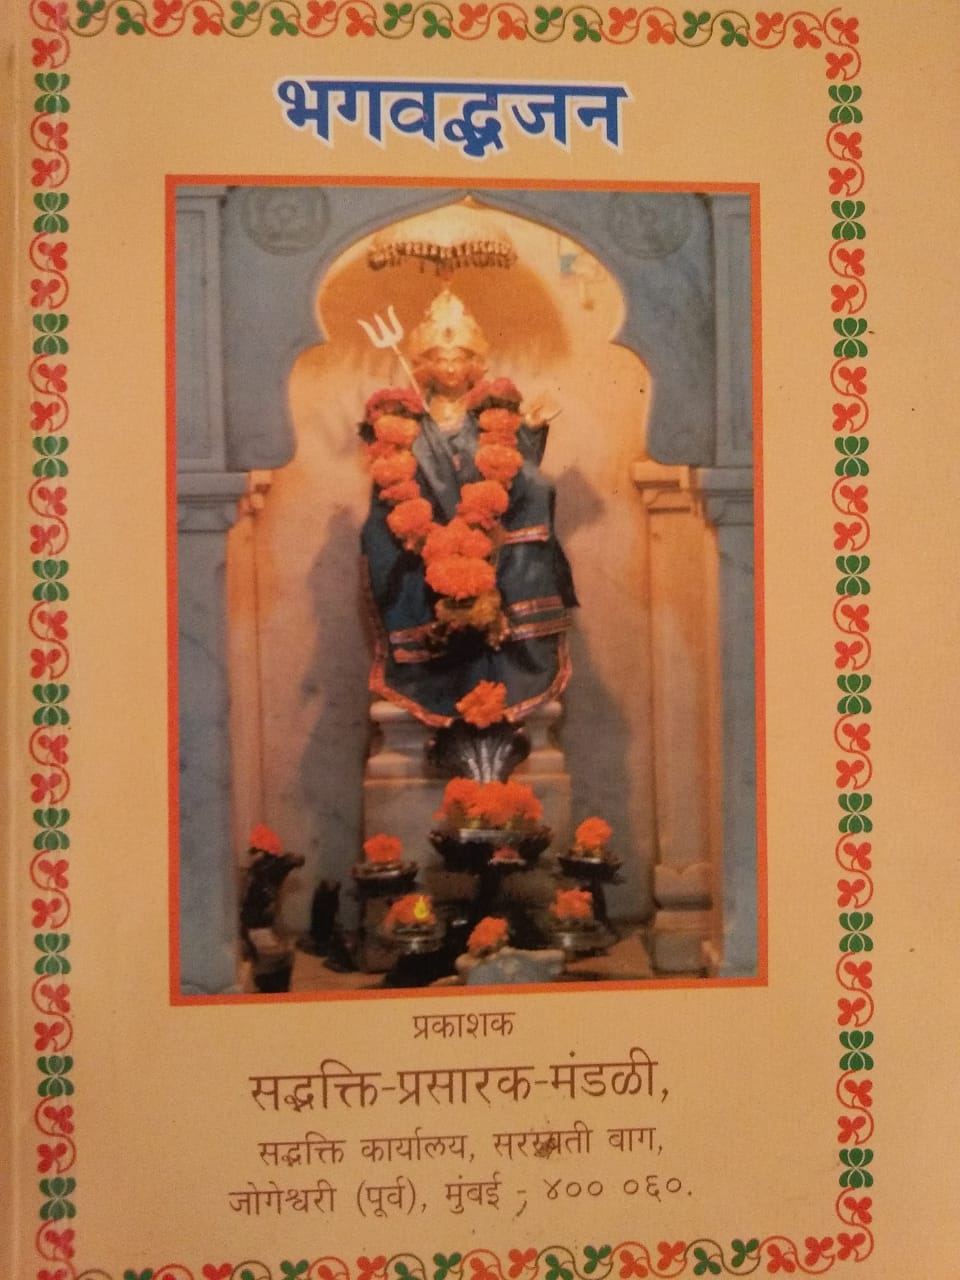 भगवद्भजन
प्रकाशक
सद्भक्ति-प्रसारक-मंडळी,
सद्भक्ति कार्यालय, सरस्वती बाग,
जोगेश्वरी (पूर्व), मुंबई - ४०० ०६०.